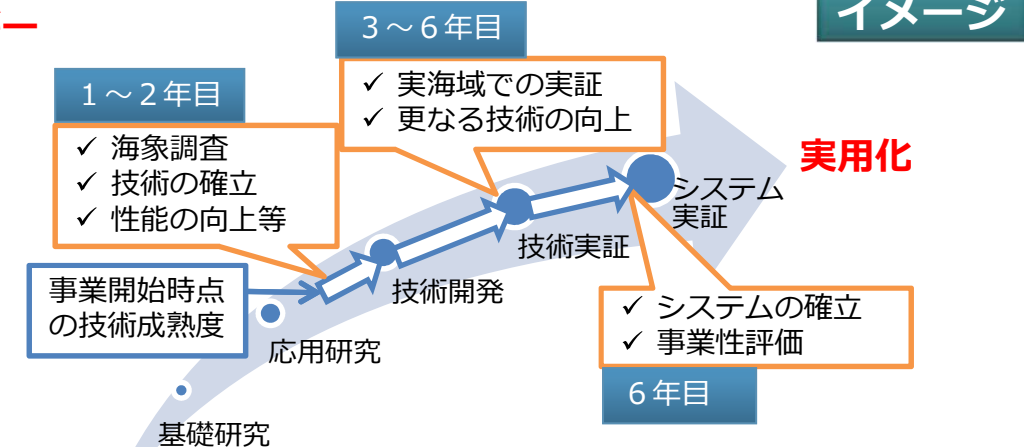 ー
イメージ
3～6年目
✓ 実海域での実証
✓ 更なる技術の向上
1～2年目
✓ 海象調査
✓ 技術の確立
✓ 性能の向上等
実用化
システム
実証
技術実証
技術開発
事業開始時点
の技術成熟度
応用研究
基礎研究
✓ システムの確立
✓ 事業性評価
6年目